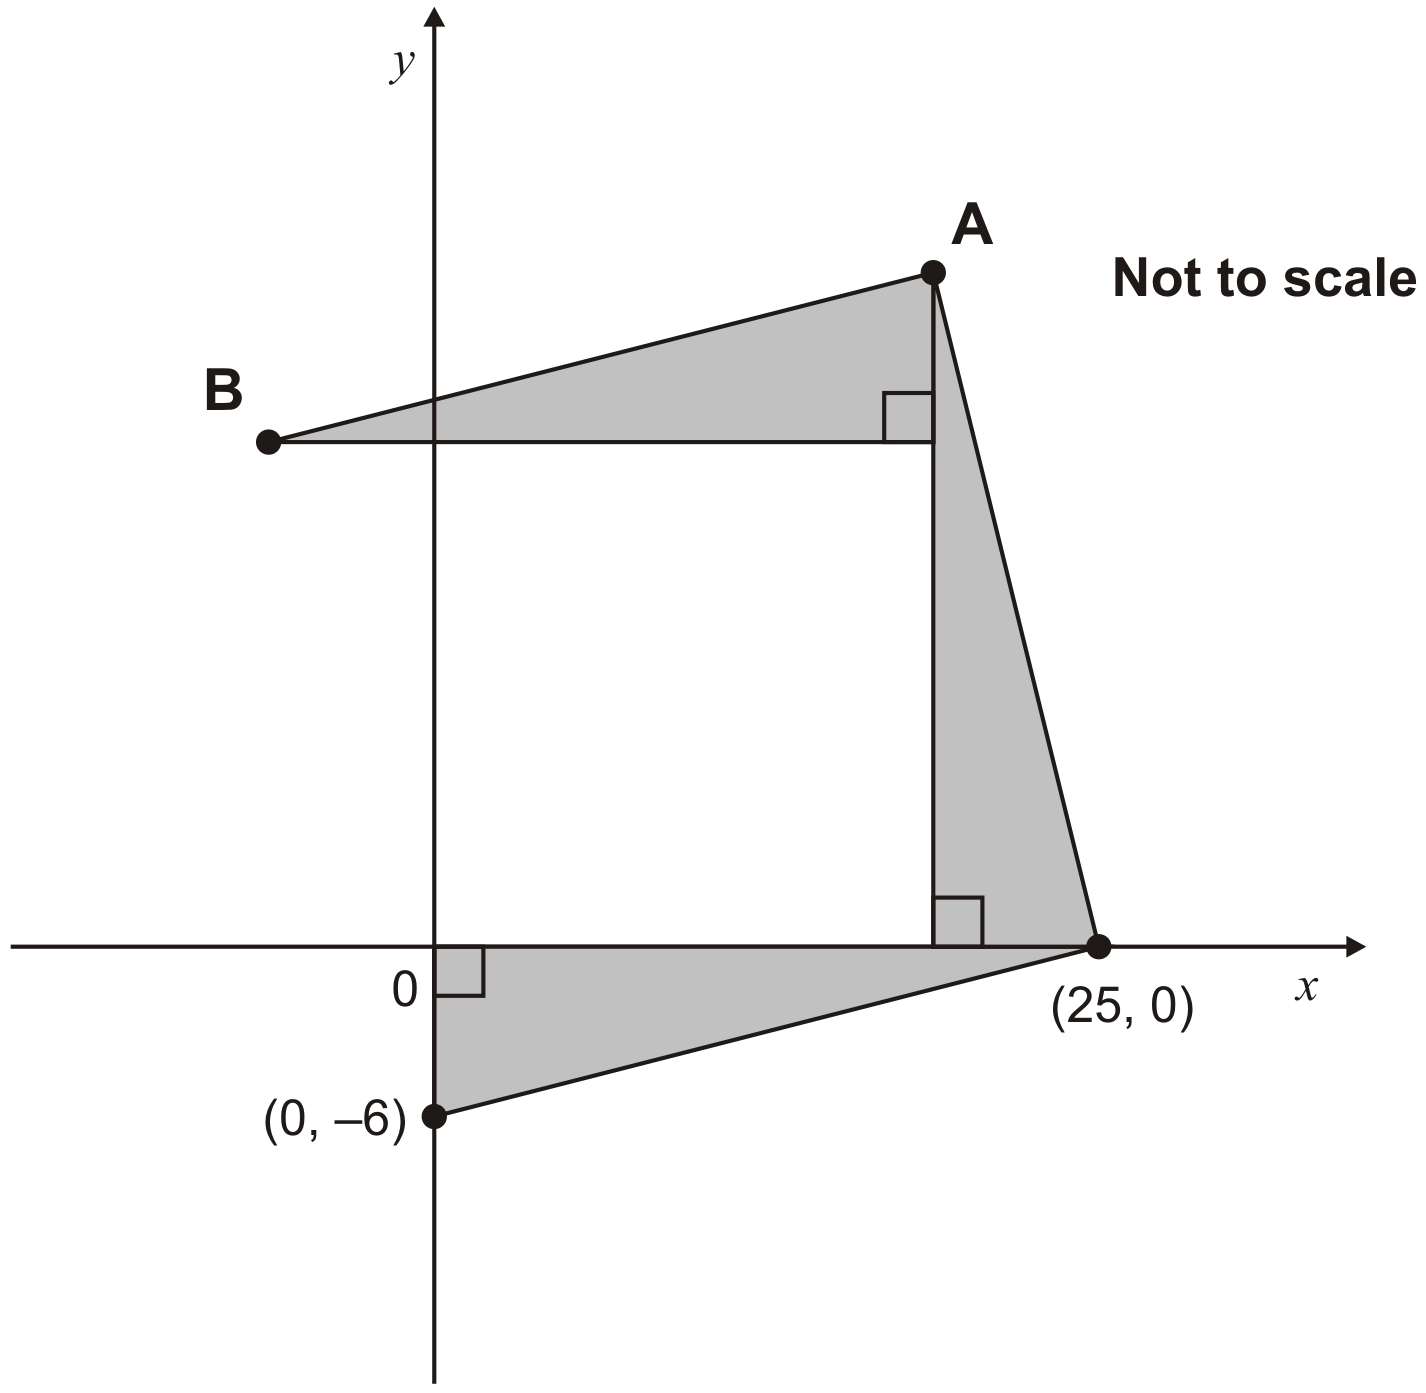 y
A
Not to scale
B
0
x
(25, 0)
(0, –6)